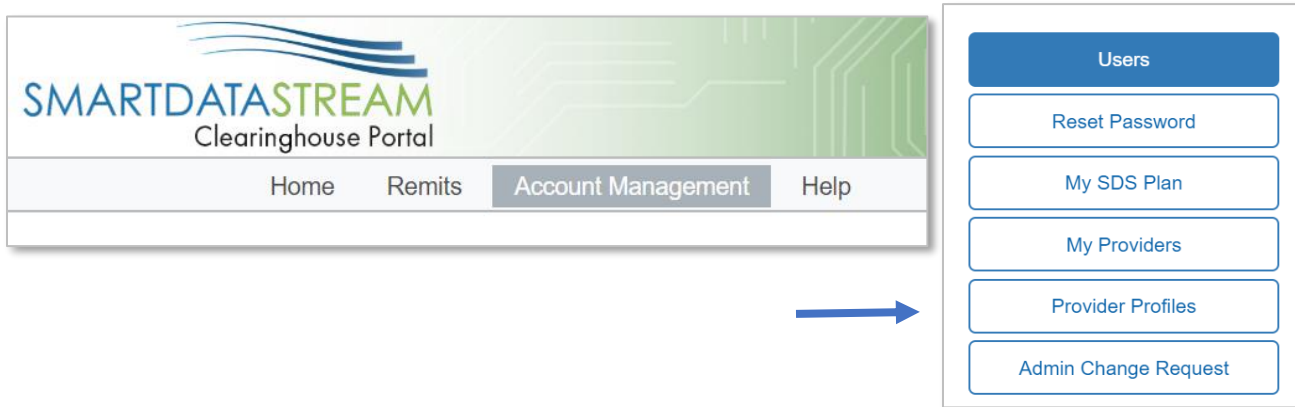 SMARTDATASTREAM
Clearinghouse Portal
Home Remits Account Management Help
Users
Reset Password
My SDS Plan
My Providers
Provider Profiles
Admin Change Request